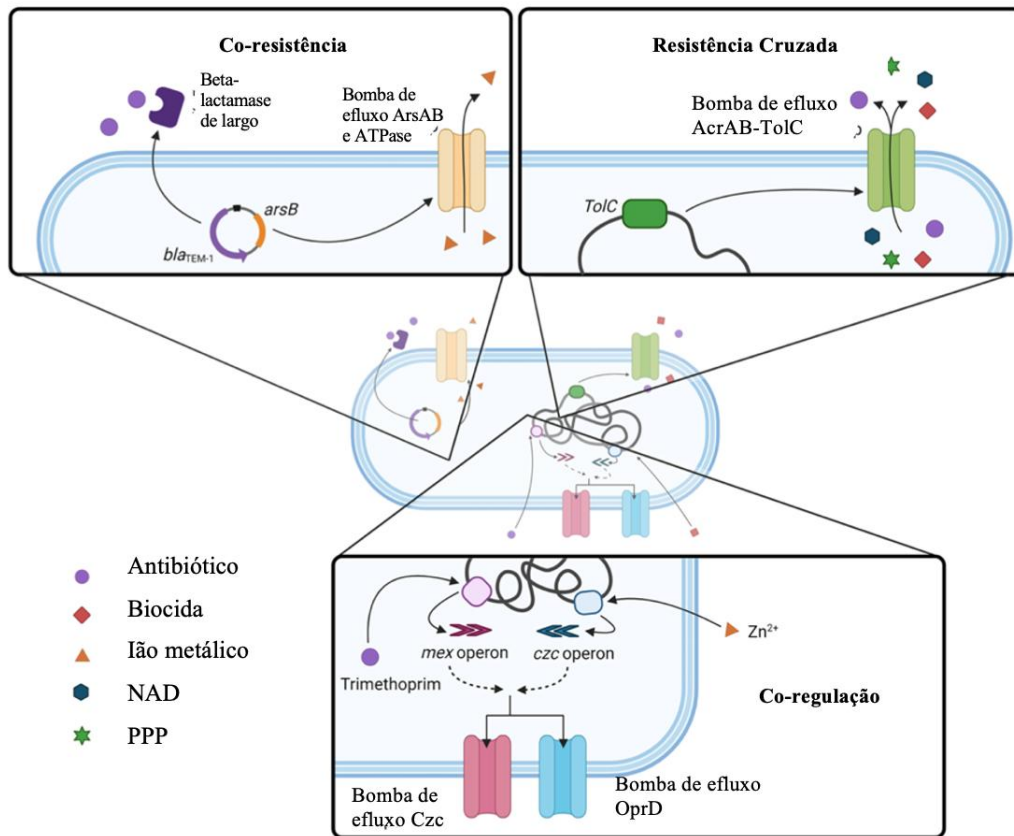 Co-resistência
Beta-
lactamase
de largo
Bomba de
efluxo ArsAB
e ATPase
arsB
blaTEM-1
Resistência Cruzada
Bomba de efluxo
AcrAB-TolC
TolC
Antibiótico
Biocida
Ião metálico
NAD
PPP
Trimethoprim
mex operon
czc operon
Zn²⁺
Co-regulação
Bomba de
efluxo Czc
Bomba de efluxo
OprD